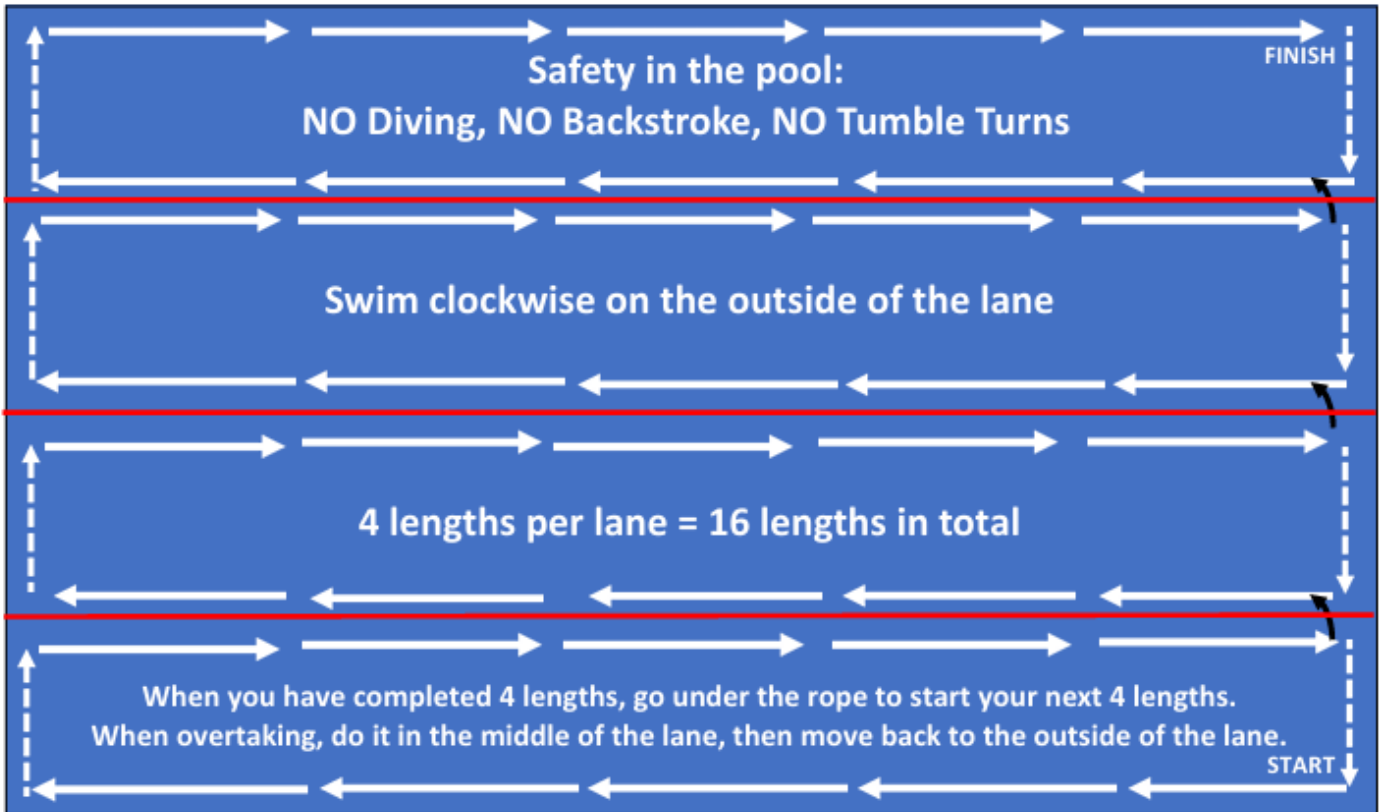 FINISH
Safety in the pool:
NO Diving, NO Backstroke, NO Tumble Turns
Swim clockwise on the outside of the lane
4 lengths per lane = 16 lengths in total
When you have completed 4 lengths, go under the rope to start your next 4 lengths.
When overtaking, do it in the middle of the lane, then move back to the outside of the lane.
START